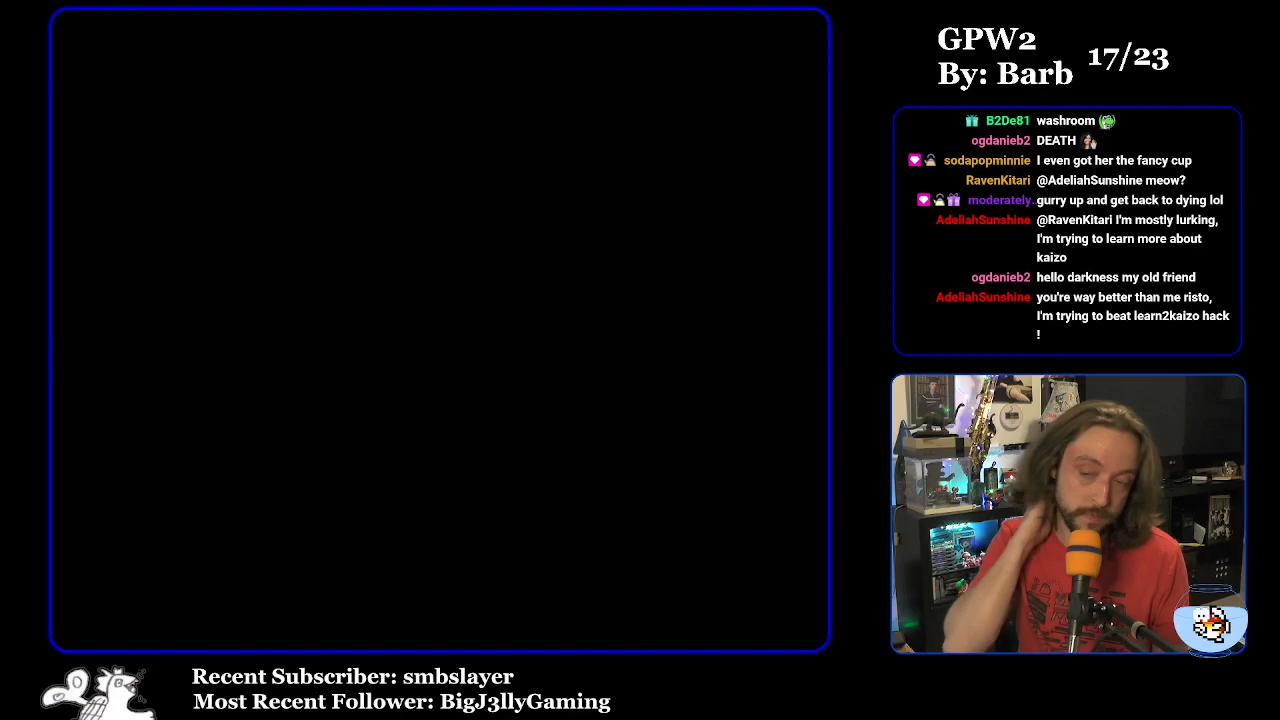 GPW2
By: Barb
17/23
B2De81 washroom
ogdanieb2 DEATH
sodapopminnie I even got her the fancy cup
RavenKitari @AdeliahSunshine meow?
moderately. gurry up and get back to dying lol
AdeliahSunshine @RavenKitari I'm mostly lurking,
I'm trying to learn more about
kaizo
ogdanieb2 hello darkness my old friend
AdeliahSunshine you're way better than me risto,
I'm trying to beat learn2kaizo hack
!
Recent Subscriber: smbslayer
Most Recent Follower: BigJ3llyGaming